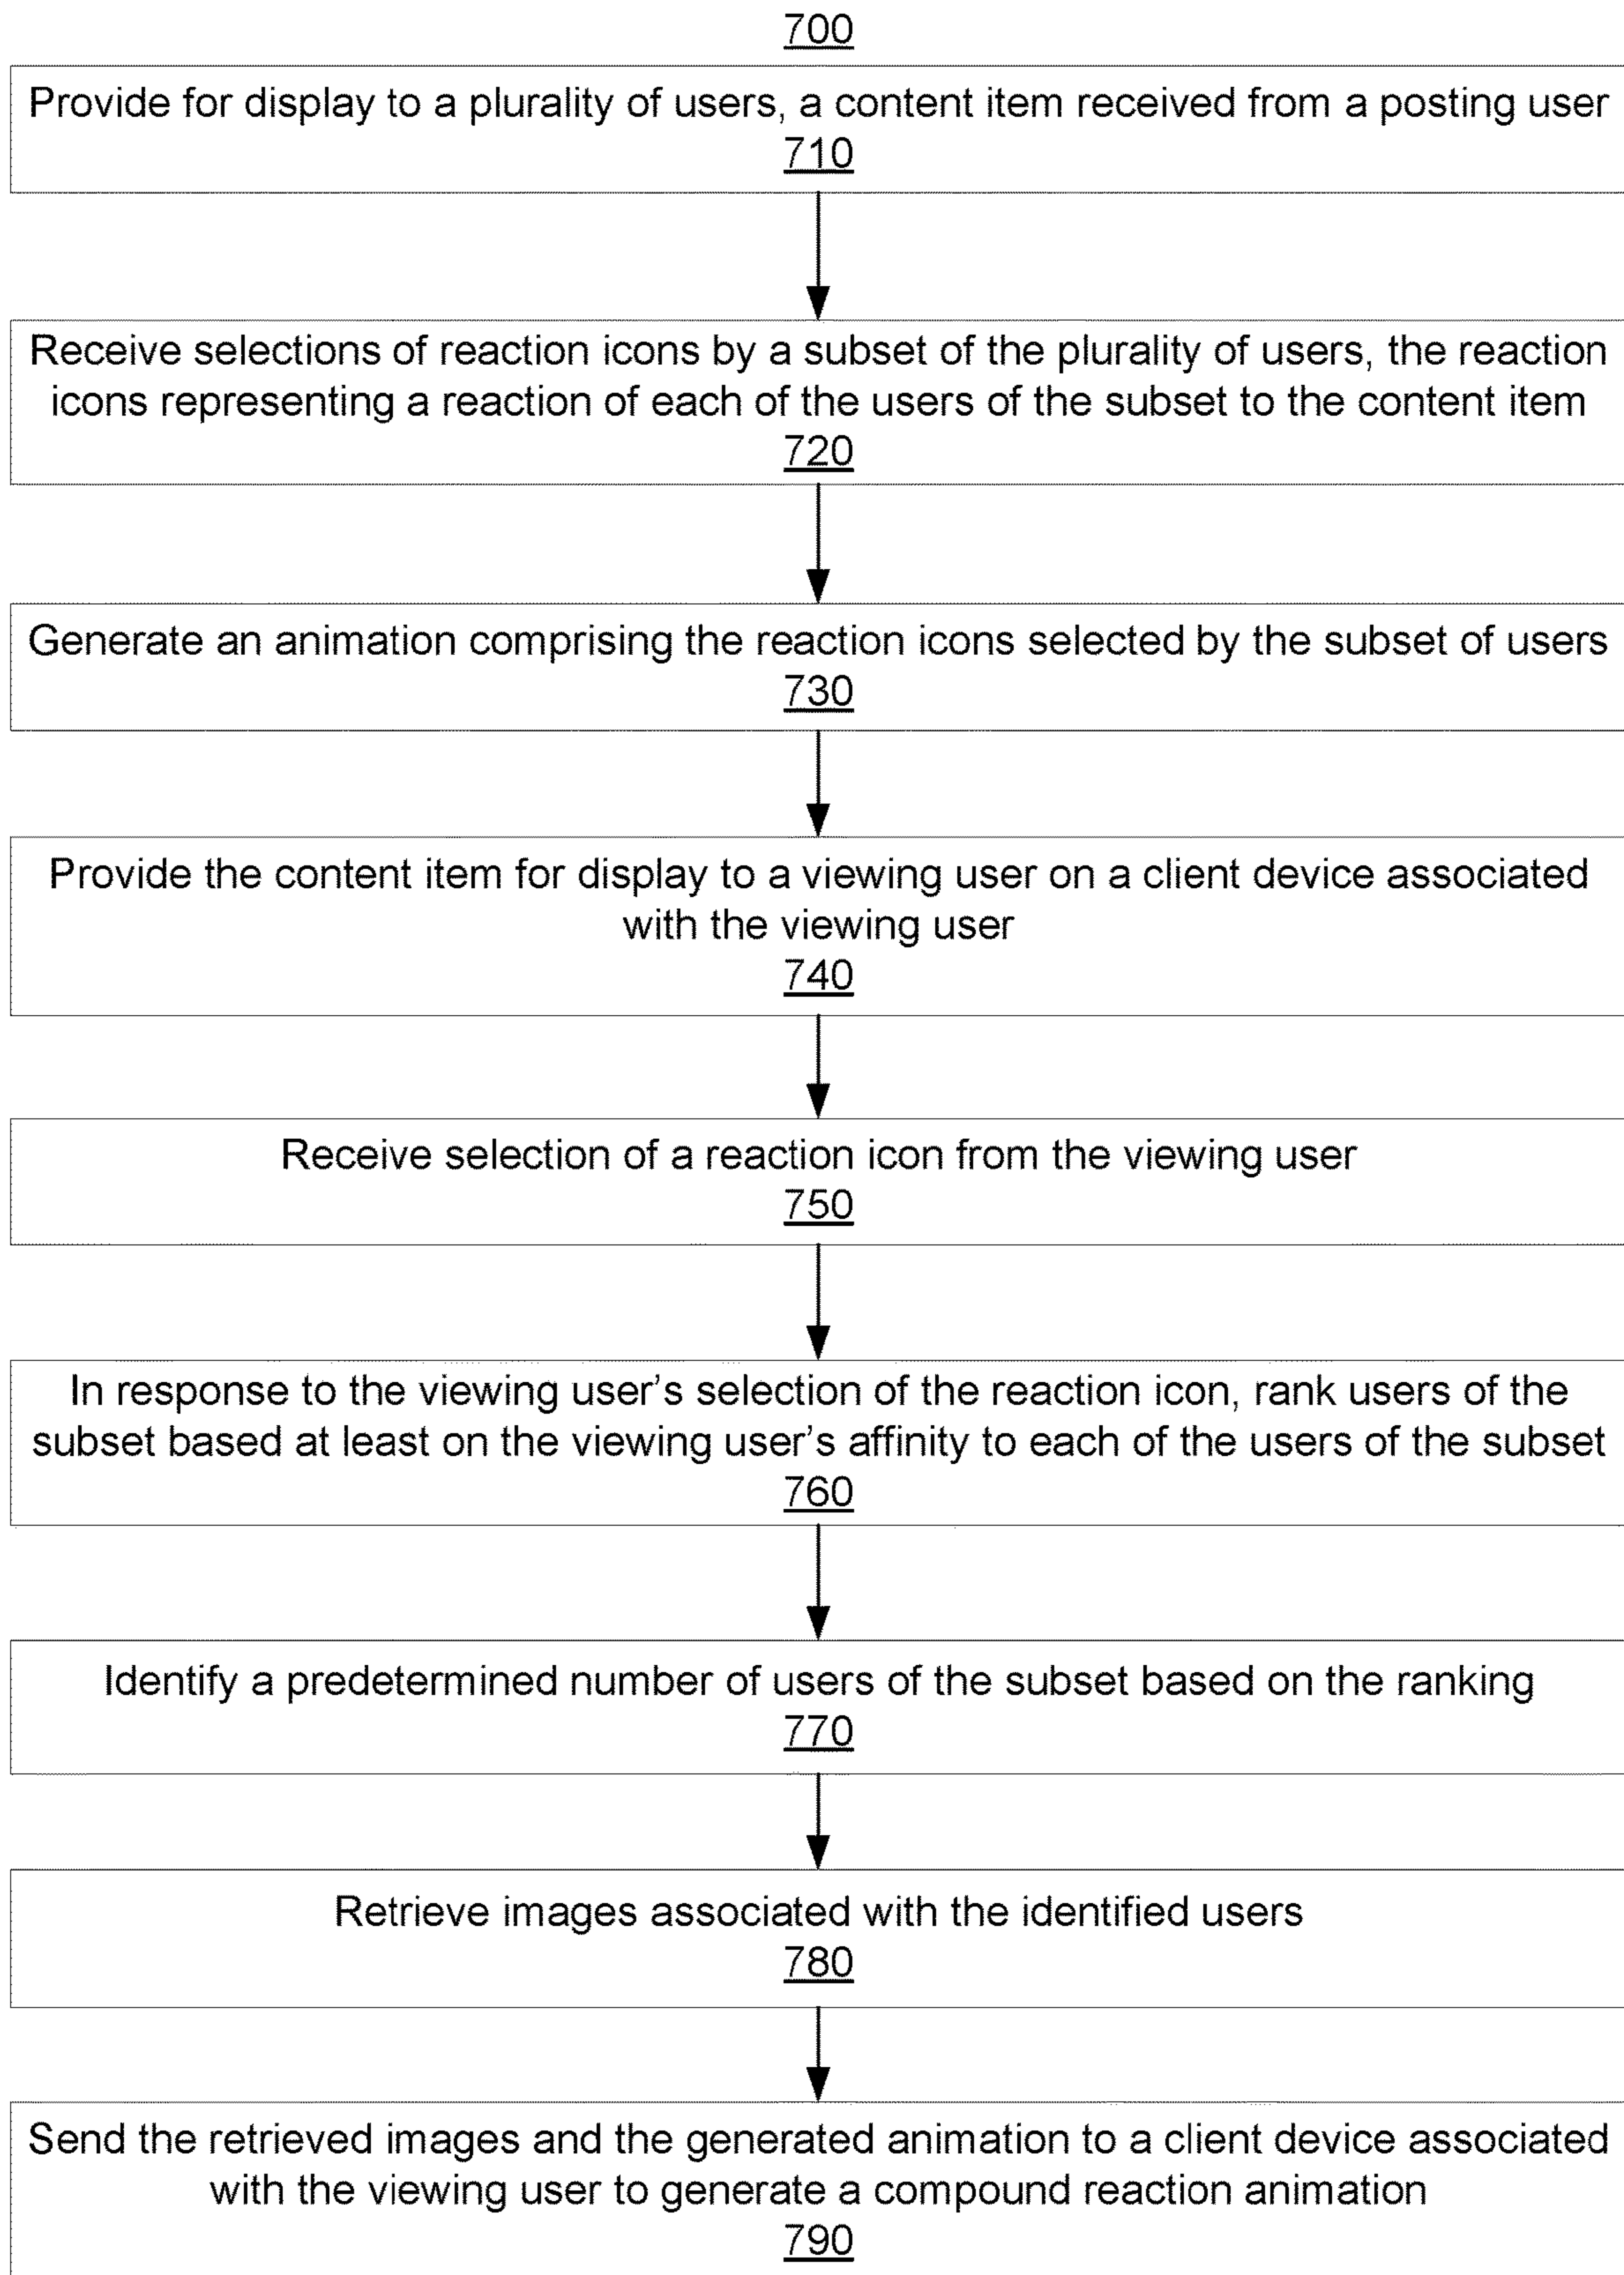 700
Provide for display to a plurality of users, a content item received from a posting user
710
Receive selections of reaction icons by a subset of the plurality of users, the reaction
icons representing a reaction of each of the users of the subset to the content item
720
Generate an animation comprising the reaction icons selected by the subset of users
730
Provide the content item for display to a viewing user on a client device associated
with the viewing user
740
Receive selection of a reaction icon from the viewing user
750
In response to the viewing user's selection of the reaction icon, rank users of the
subset based at least on the viewing user's affinity to each of the users of the subset
760
Identify a predetermined number of users of the subset based on the ranking
770
Retrieve images associated with the identified users
780
Send the retrieved images and the generated animation to a client device associated
with the viewing user to generate a compound reaction animation
790